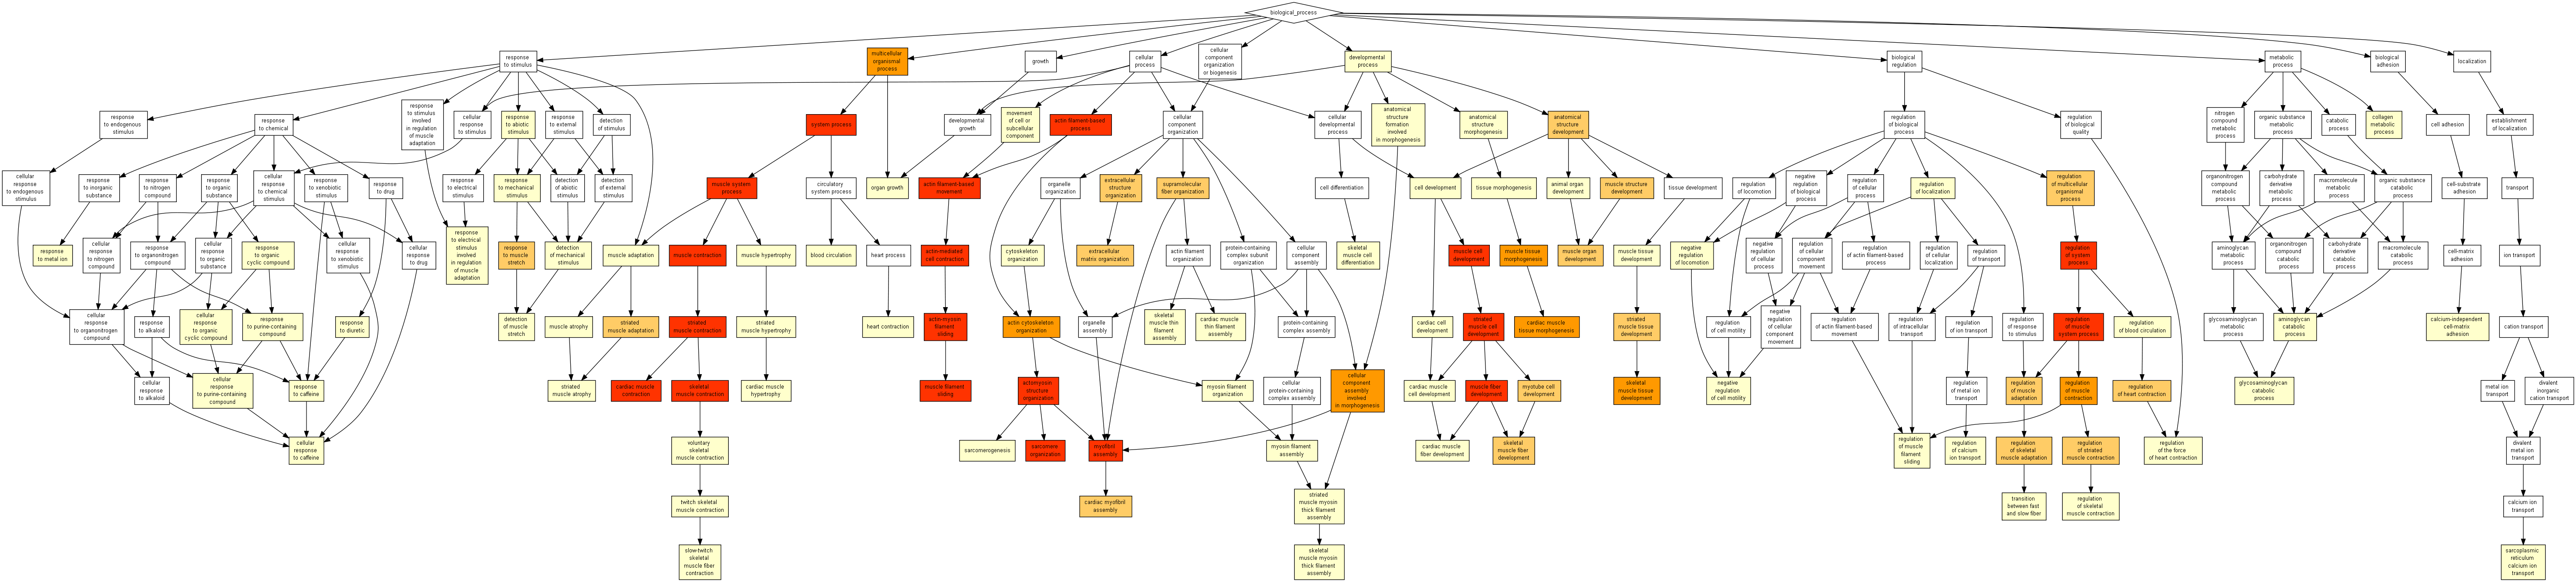 biological_process
response
to stimulus
multicellular
organismal
process
growth
cellular
process
cellular
component
organization
or biogenesis
developmental
process
biological
regulation
metabolic
process
biological
adhesion
localization
response
to endogenous
stimulus
response
to chemical
response
to stimulus
involved
in regulation
of muscle
adaptation
cellular
response
to stimulus
response
to abiotic
stimulus
response
to external
stimulus
detection
of stimulus
system process
developmental
growth
movement
of cell or
subcellular
component
actin filament-based
process
cellular
component
organization
cellular
developmental
process
anatomical
structure
formation
involved
in morphogenesis
anatomical
structure
morphogenesis
anatomical
structure
development
regulation
of biological
process
regulation
of biological
quality
nitrogen
compound
metabolic
process
organic substance
metabolic
process
catabolic
process
collagen
metabolic
process
cell adhesion
establishment
of localization
cellular
response
to endogenous
stimulus
response
to inorganic
substance
response
to nitrogen
compound
response
to organic
substance
cellular
response
to chemical
stimulus
response
to xenobiotic
stimulus
response
to drug
response
to electrical
stimulus
response
to mechanical
stimulus
detection
of abiotic
stimulus
detection
of external
stimulus
muscle system
process
circulatory
system process
organ growth
actin filament-based
movement
organelle
organization
extracellular
structure
organization
supramolecular
fiber organization
cell differentiation
cell development
tissue morphogenesis
animal organ
development
muscle structure
development
tissue development
regulation
of locomotion
negative
regulation
of biological
process
regulation
of cellular
process
regulation
of localization
regulation
of multicellular
organismal
process
organonitrogen
compound
metabolic
process
carbohydrate
derivative
metabolic
process
macromolecule
metabolic
process
organic substance
catabolic
process
cell-substrate
adhesion
transport
response
to metal ion
cellular
response
to nitrogen
compound
response
to organonitrogen
compound
cellular
response
to organic
substance
response
to organic
cyclic compound
cellular
response
to xenobiotic
stimulus
cellular
response
to drug
response
to electrical
stimulus
involved
in regulation
of muscle
adaptation
response
to muscle
stretch
detection
of mechanical
stimulus
muscle adaptation
muscle contraction
muscle hypertrophy
blood circulation
heart process
actin-mediated
cell contraction
cytoskeleton
organization
extracellular
matrix organization
actin filament
organization
protein-containing
complex subunit
organization
cellular
component
assembly
skeletal
muscle cell
differentiation
muscle cell
development
muscle tissue
morphogenesis
muscle organ
development
muscle tissue
development
negative
regulation
of locomotion
negative
regulation
of cellular
process
regulation
of cellular
component
movement
regulation
of actin filament-based
process
regulation
of cellular
localization
regulation
of transport
regulation
of system
process
aminoglycan
metabolic
process
organonitrogen
compound
catabolic
process
carbohydrate
derivative
catabolic
process
macromolecule
catabolic
process
cell-matrix
adhesion
ion transport
cellular
response
to organonitrogen
compound
response
to alkaloid
cellular
response
to organic
cyclic compound
response
to purine-containing
compound
response
to diuretic
detection
of muscle
stretch
muscle atrophy
striated
muscle adaptation
striated
muscle contraction
striated
muscle hypertrophy
heart contraction
actin-myosin
filament
sliding
actin cytoskeleton
organization
organelle
assembly
skeletal
muscle thin
filament
assembly
cardiac muscle
thin filament
assembly
protein-containing
complex assembly
cardiac cell
development
striated
muscle cell
development
cardiac muscle
tissue morphogenesis
striated
muscle tissue
development
regulation
of cell motility
negative
regulation
of cellular
component
movement
regulation
of actin filament-based
movement
regulation
of intracellular
transport
regulation
of ion transport
regulation
of response
to stimulus
regulation
of muscle
system process
regulation
of blood circulation
glycosaminoglycan
metabolic
process
aminoglycan
catabolic
process
calcium-independent
cell-matrix
adhesion
cation transport
cellular
response
to alkaloid
cellular
response
to purine-containing
compound
response
to caffeine
striated
muscle atrophy
cardiac muscle
contraction
skeletal
muscle contraction
cardiac muscle
hypertrophy
muscle filament
sliding
actomyosin
structure
organization
myosin filament
organization
cellular
protein-containing
complex assembly
cellular
component
assembly
involved
in morphogenesis
cardiac muscle
cell development
muscle fiber
development
myotube cell
development
skeletal
muscle tissue
development
negative
regulation
of cell motility
regulation
of metal ion
transport
regulation
of muscle
adaptation
regulation
of muscle
contraction
regulation
of heart contraction
glycosaminoglycan
catabolic
process
metal ion
transport
divalent
inorganic
cation transport
cellular
response
to caffeine
voluntary
skeletal
muscle contraction
sarcomerogenesis
sarcomere
organization
myofibril
assembly
myosin filament
assembly
cardiac muscle
fiber development
skeletal
muscle fiber
development
regulation
of muscle
filament
sliding
regulation
of calcium
ion transport
regulation
of skeletal
muscle adaptation
regulation
of striated
muscle contraction
regulation
of the force
of heart contraction
divalent
metal ion
transport
twitch skeletal
muscle contraction
cardiac myofibril
assembly
striated
muscle myosin
thick filament
assembly
transition
between fast
and slow fiber
regulation
of skeletal
muscle contraction
calcium ion
transport
slow-twitch
skeletal
muscle fiber
contraction
skeletal
muscle myosin
thick filament
assembly
sarcoplasmic
reticulum
calcium ion
transport